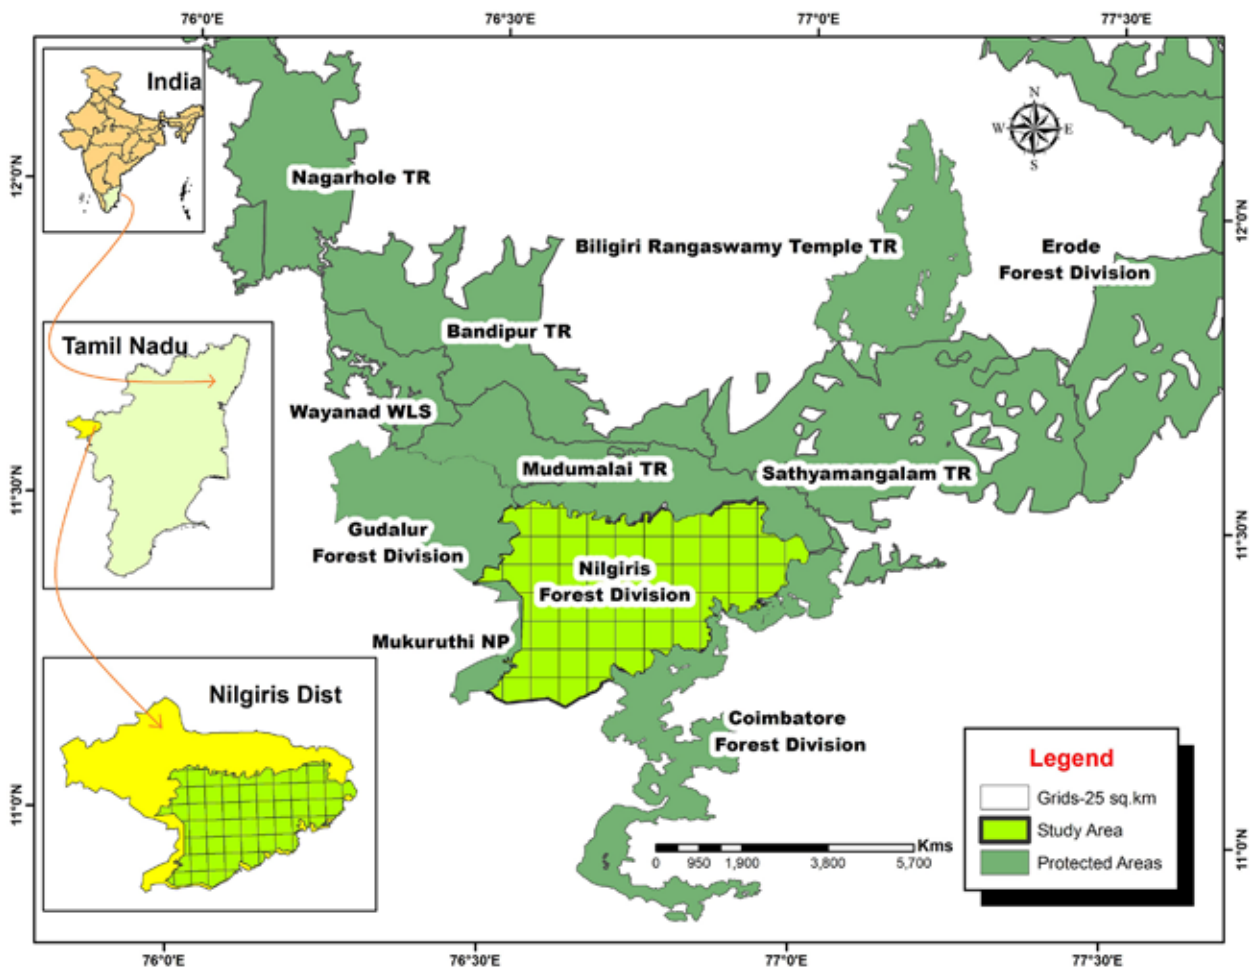 76°0'E 76°30'E 77°0'E 77°30'E
India
N
W E
S
12°0'N
12°0'N
Nagarhole TR
Biligiri Rangaswamy Temple TR
Erode
Forest Division
Bandipur TR
Tamil Nadu
Wayanad WLS
Mudumalai TR
Sathyamangalam TR
11°30'N
11°30'N
Gudalur
Forest Division
Nilgiris
Forest Division
Mukuruthi NP
Nilgiris Dist
Coimbatore
Forest Division
11°0'N
11°0'N
Kms
0 950 1,900 3,800 5,700
Legend
Grids-25 sq.km
Study Area
Protected Areas
76°0'E 76°30'E 77°0'E 77°30'E